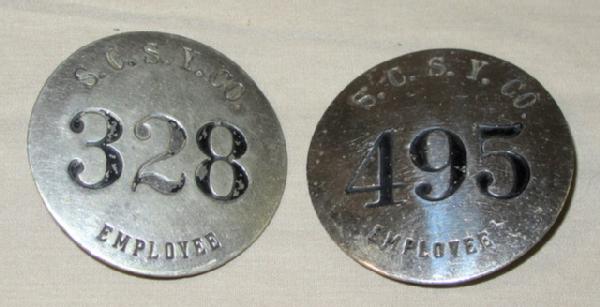 S. C. S. Y. CO.
328
EMPLOYEE
S. C. S. Y. CO.
495
EMPLOYEE